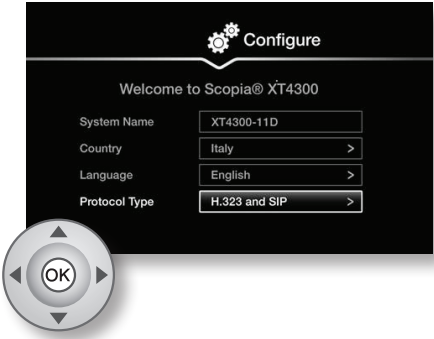 Configure
Welcome to Scopia® XT4300
System Name XT4300-11D
Country Italy >
Language English >
Protocol Type H.323 and SIP >
OK